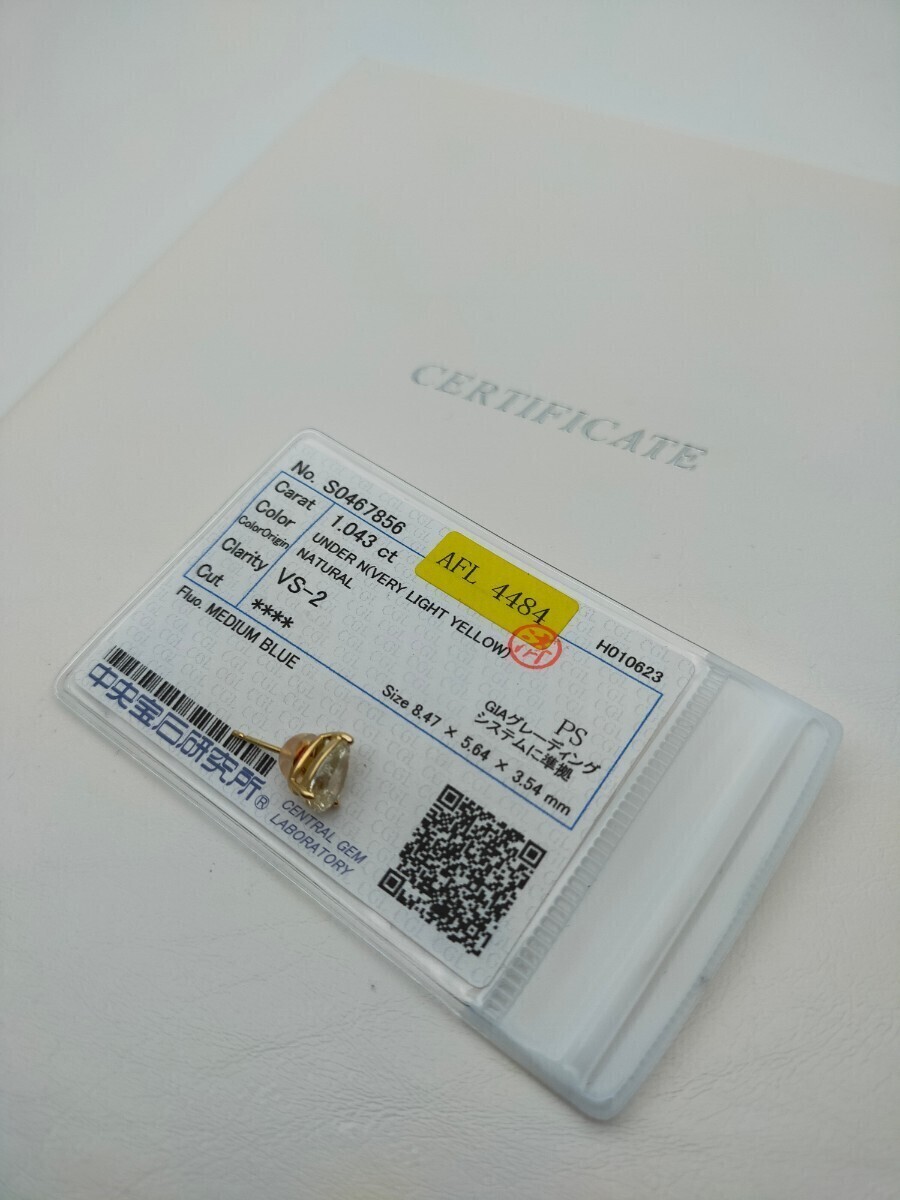 CERTIFICATE
No. S0467856
Carat 1.043 ct
Color UNDER N(VERY LIGHT YELLOW)
ColorOrigin NATURAL
Clarity VS-2
Cut ****
AFL 4484
済
H010623
Fluo. MEDIUM BLUE
PS
GIAグレーディング
システムに準拠
Size 8.47 × 5.64 × 3.54 mm
中央宝石研究所®
CENTRAL GEM
LABORATORY